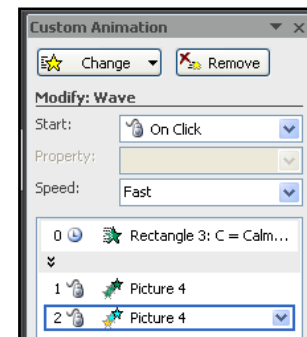 Custom Animation
Change Remove
Modify: Wave
Start: On Click
Property:
Speed: Fast
0 Rectangle 3: C = Calm...
1 Picture 4
2 Picture 4